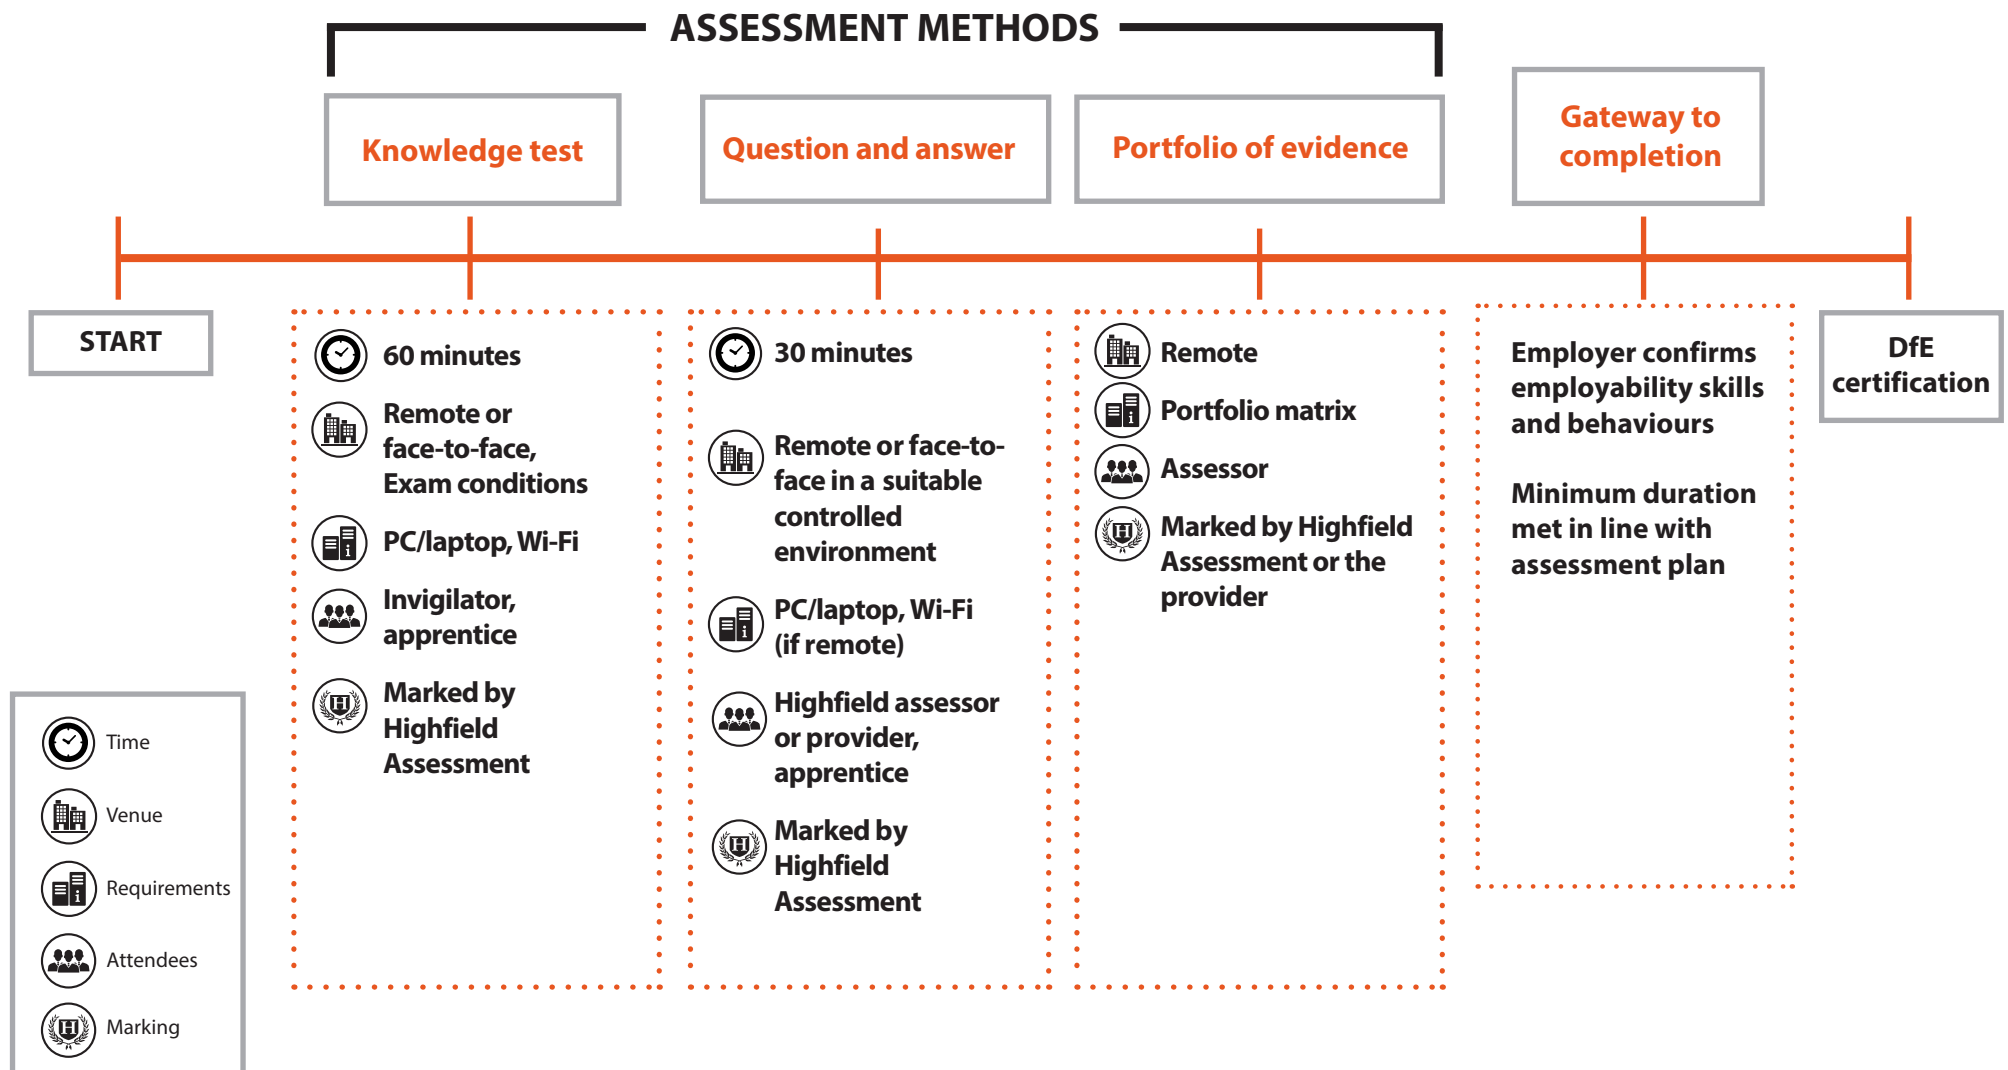 ASSESSMENT METHODS
Knowledge test
Question and answer
Portfolio of evidence
Gateway to
completion
START
60 minutes
Remote or
face-to-face,
Exam conditions
PC/laptop, Wi-Fi
Invigilator,
apprentice
Marked by
Highfield
Assessment
30 minutes
Remote or face-to-
face in a suitable
controlled
environment
PC/laptop, Wi-Fi
(if remote)
Highfield assessor
or provider,
apprentice
Marked by
Highfield
Assessment
Remote
Portfolio matrix
Assessor
Marked by Highfield
Assessment or the
provider
Employer confirms
employability skills
and behaviours
Minimum duration
met in line with
assessment plan
DfE
certification
Time
Venue
Requirements
Attendees
Marking